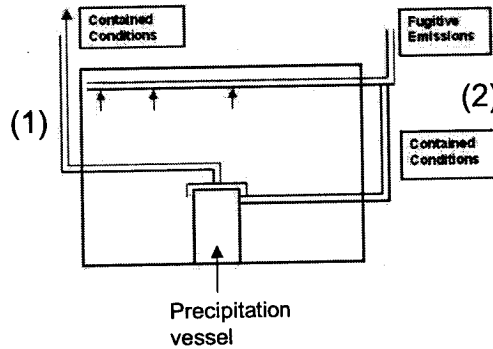 Contained
Conditions
Fugitive
Emissions
(1)
(2)
Contained
Conditions
Precipitation
vessel